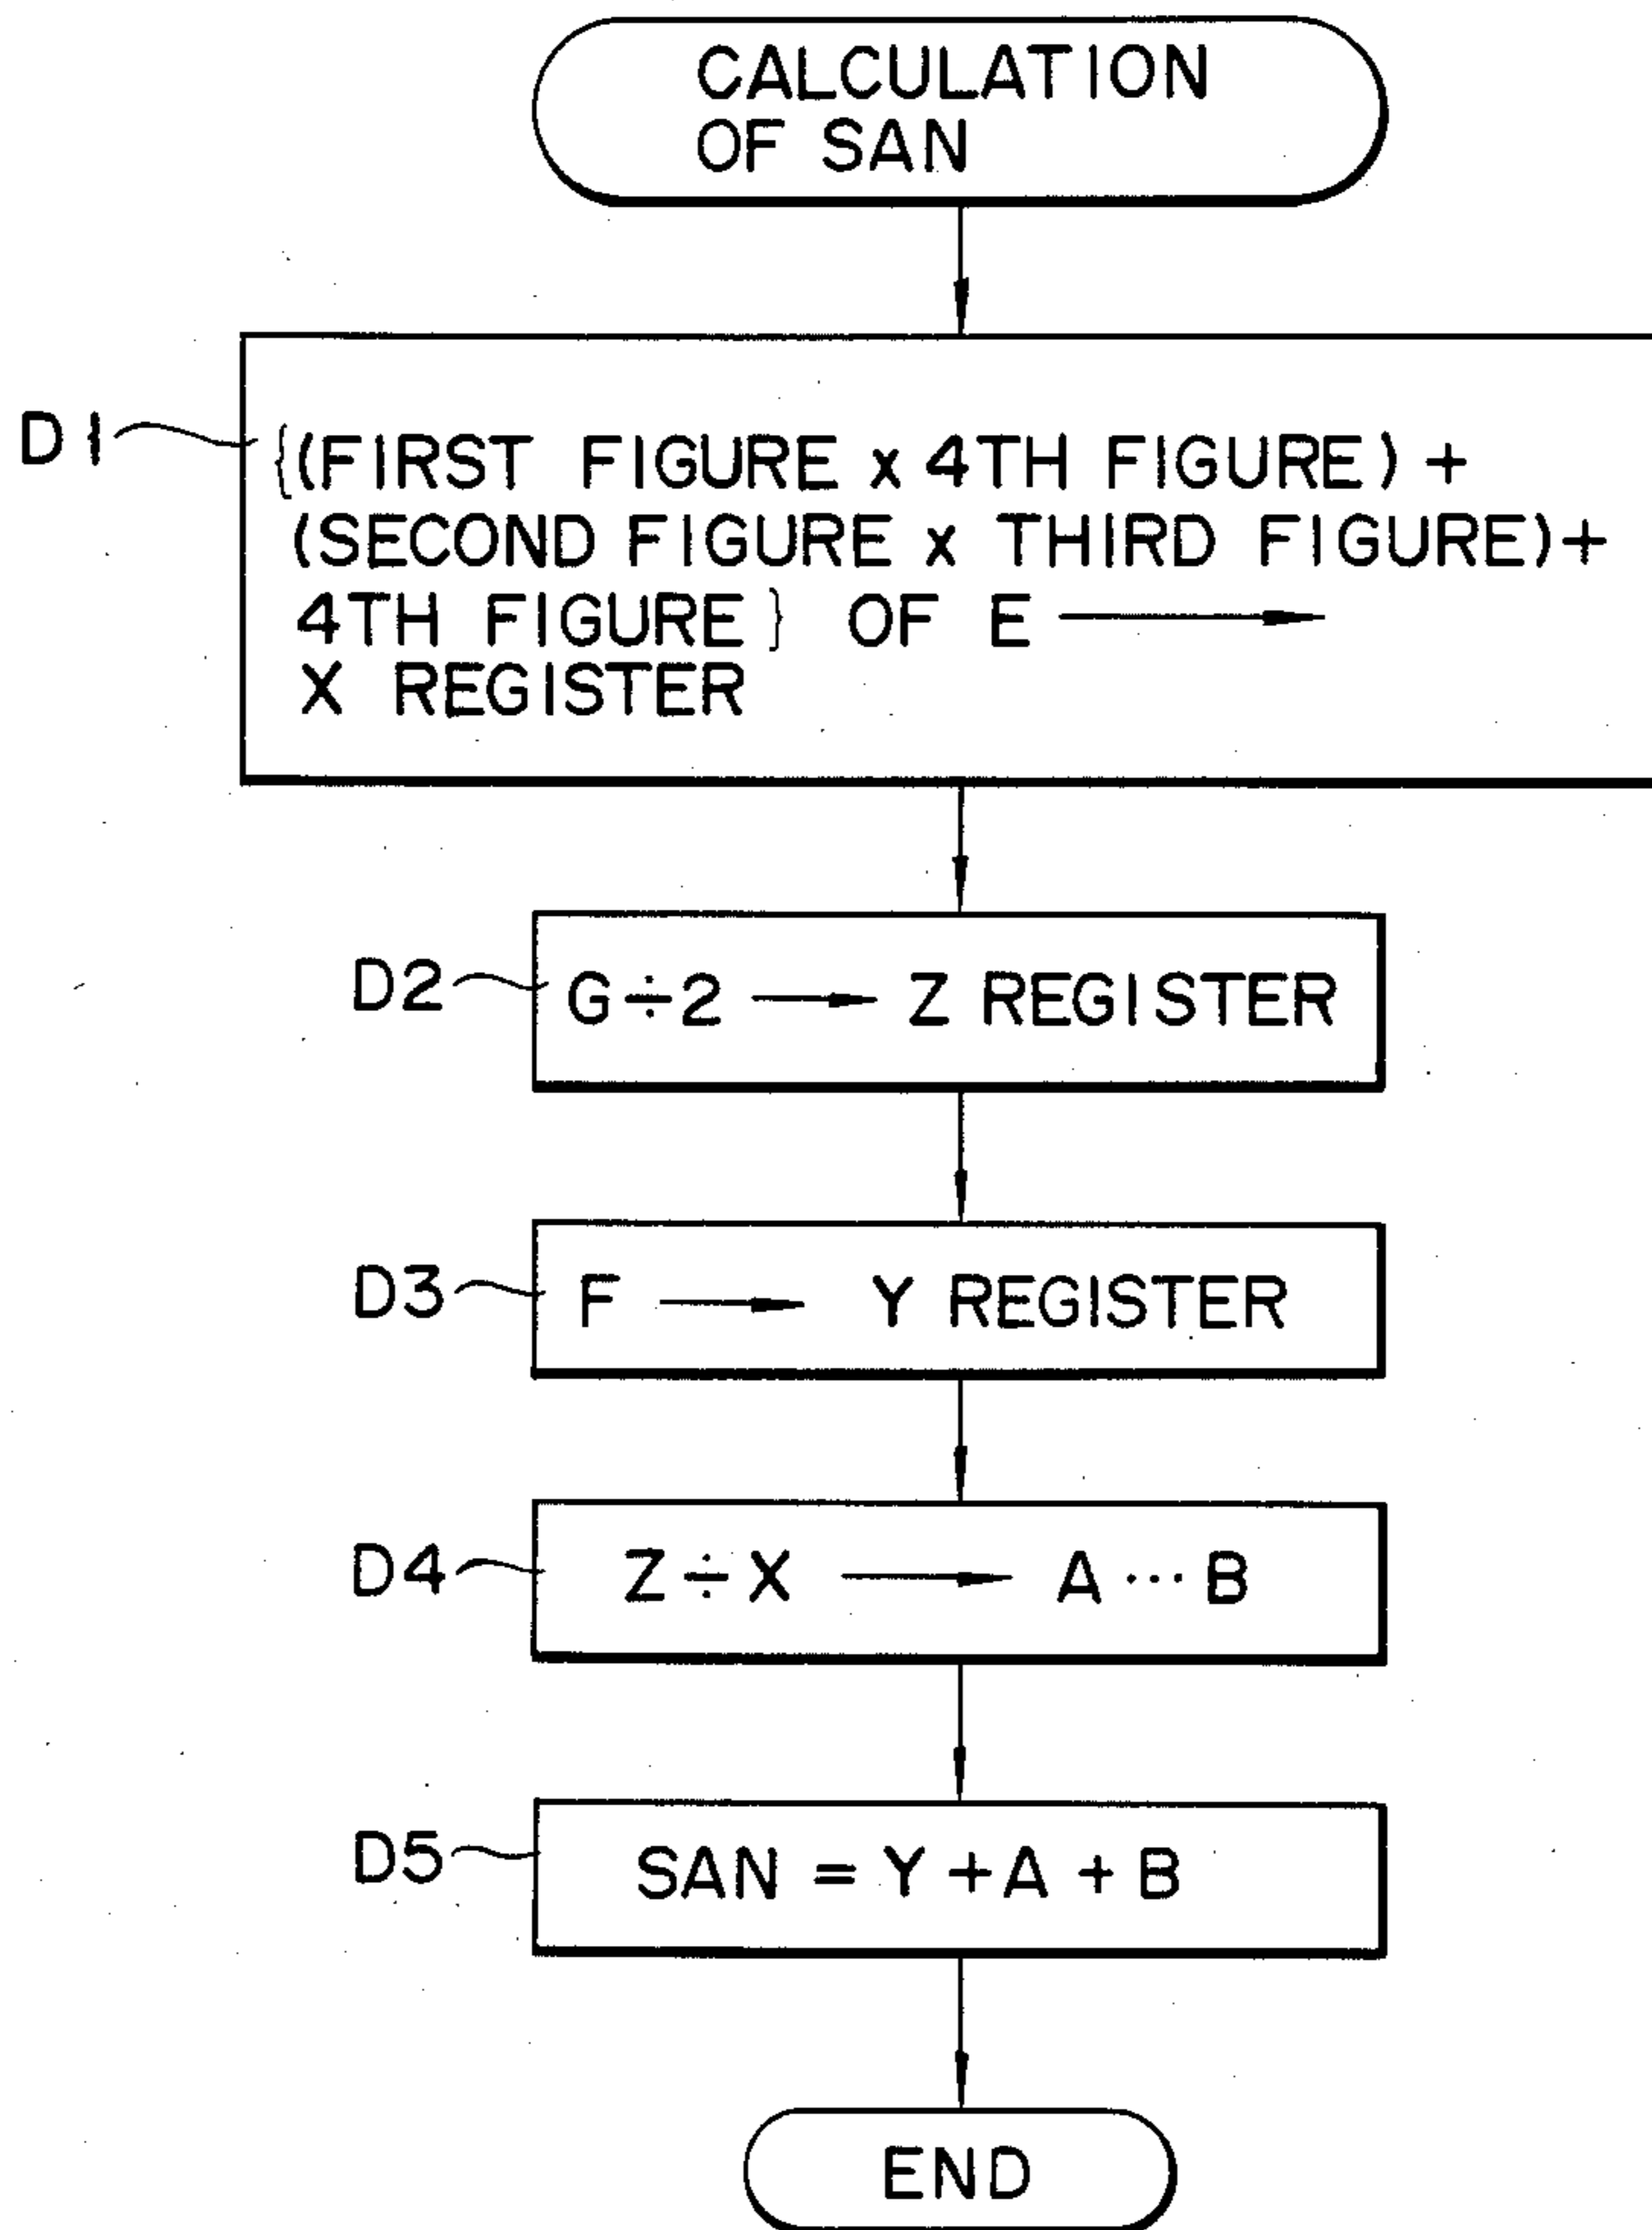 CALCULATION
OF SAN
D1
{(FIRST FIGURE x 4TH FIGURE) +
(SECOND FIGURE x THIRD FIGURE) +
4TH FIGURE} OF E ⟶
X REGISTER
D2
G÷2 ⟶ Z REGISTER
D3
F ⟶ Y REGISTER
D4
Z÷X ⟶ A ··· B
D5
SAN = Y + A + B
END